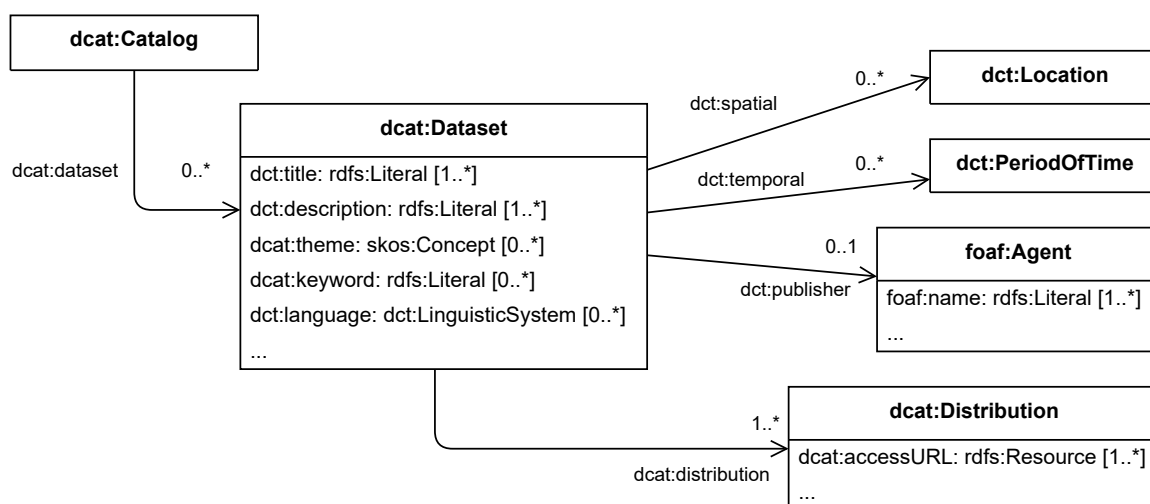 dcat:Catalog
dcat:dataset
0..*
dcat:Dataset
dct:title: rdfs:Literal [1..*]
dct:description: rdfs:Literal [1..*]
dcat:theme: skos:Concept [0..*]
dcat:keyword: rdfs:Literal [0..*]
dct:language: dct:LinguisticSystem [0..*]
...
dct:spatial
0..*
dct:Location
dct:temporal
0..*
dct:PeriodOfTime
dct:publisher
0..1
foaf:Agent
foaf:name: rdfs:Literal [1..*]
...
dcat:distribution
1..*
dcat:Distribution
dcat:accessURL: rdfs:Resource [1..*]
...